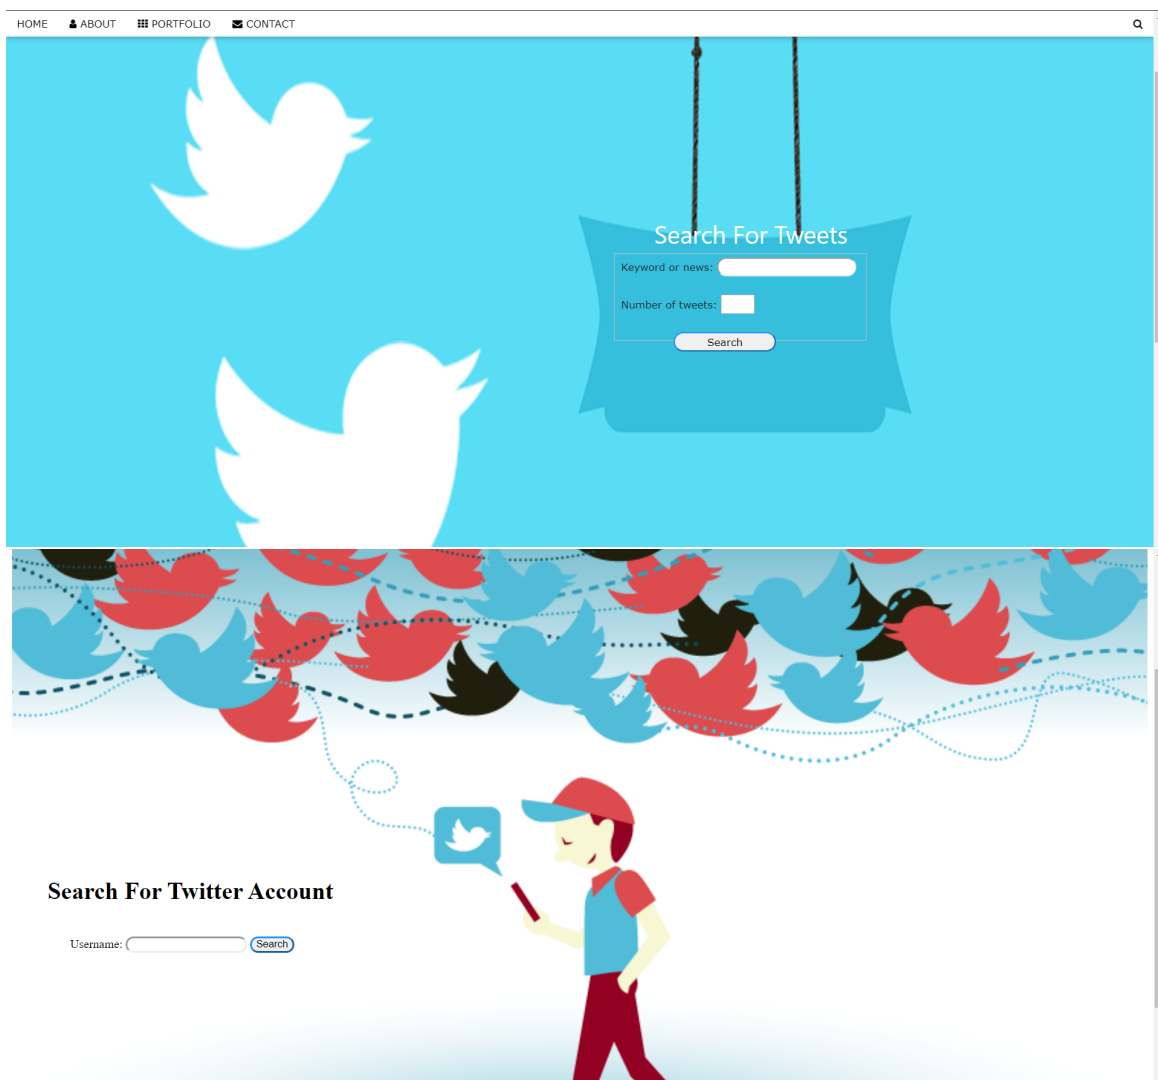 HOME ABOUT PORTFOLIO CONTACT
Search For Tweets
Keyword or news:
Number of tweets:
Search
Search For Twitter Account
Username: Search